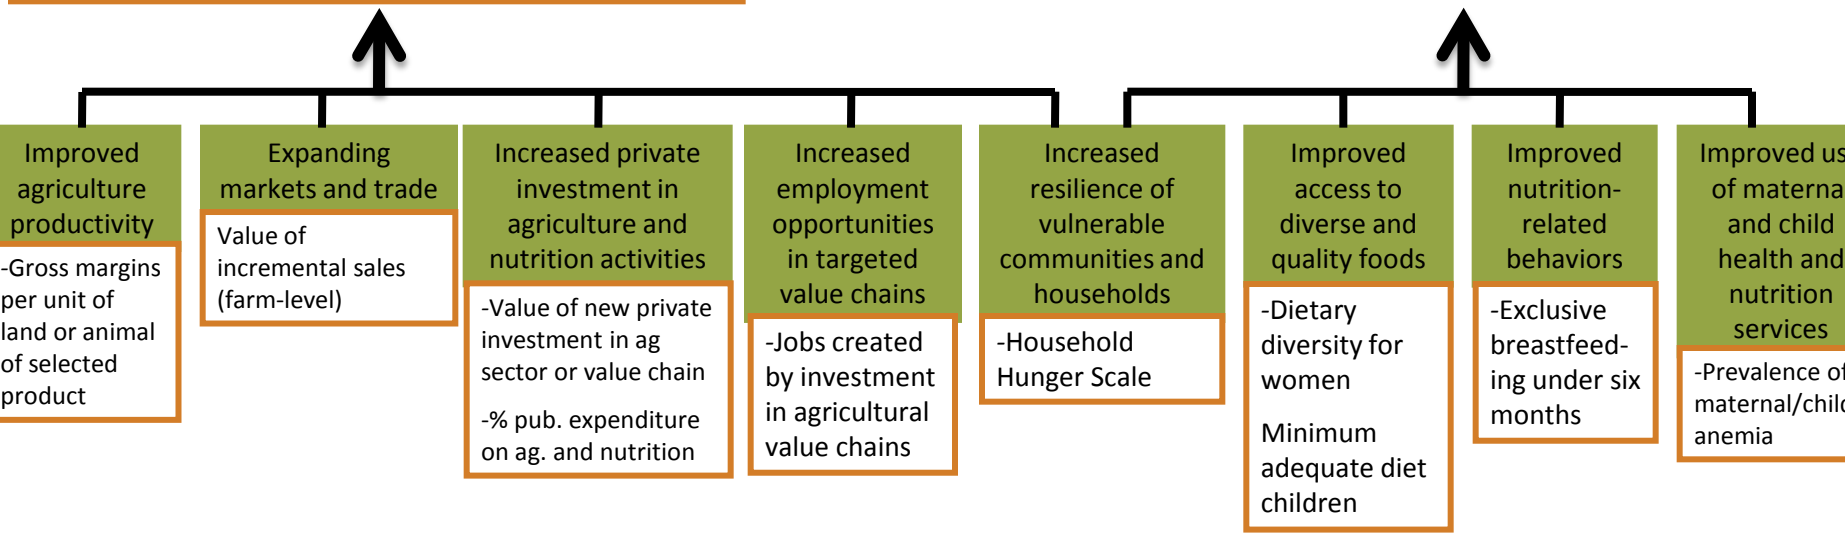 Improved
agriculture
productivity
-Gross margins
per unit of
land or animal
of selected
product
Expanding
markets and trade
Value of
incremental sales
(farm-level)
Increased private
investment in
agriculture and
nutrition activities
-Value of new private
investment in ag
sector or value chain
-% pub. expenditure
on ag. and nutrition
Increased
employment
opportunities
in targeted
value chains
-Jobs created
by investment
in agricultural
value chains
Increased
resilience of
vulnerable
communities and
households
-Household
Hunger Scale
Improved
access to
diverse and
quality foods
-Dietary
diversity for
women
Minimum
adequate diet
children
Improved
nutrition-
related
behaviors
-Exclusive
breastfeed-
ing under six
months
Improved us
of materna
and child
health and
nutrition
services
-Prevalence of
maternal/child
anemia